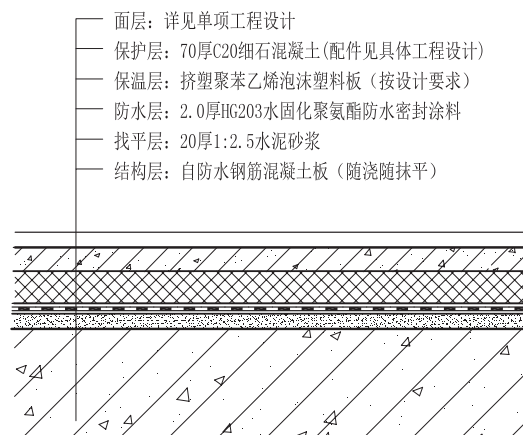 面层：详见单项工程设计
保护层：70厚C20细石混凝土(配件见具体工程设计)
保温层：挤塑聚苯乙烯泡沫塑料板（按设计要求）
防水层：2.0厚HG203水固化聚氨酯防水密封涂料
找平层：20厚1:2.5水泥砂浆
结构层：自防水钢筋混凝土板（随浇随抹平）